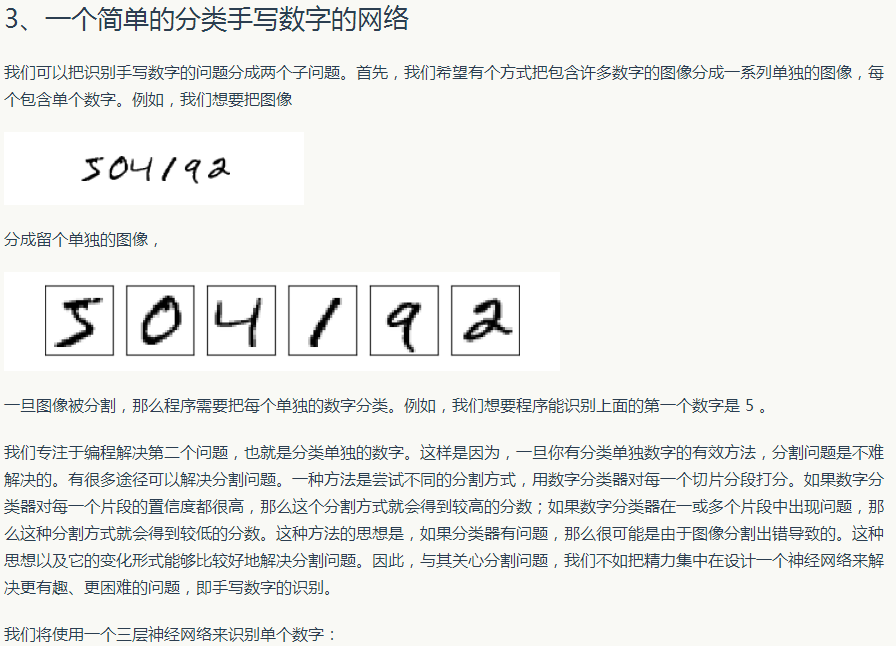 3、一个简单的分类手写数字的网络
我们可以把识别手写数字的问题分成两个子问题。首先，我们希望有个方式把包含许多数字的图像分成一系列单独的图像，每
个包含单个数字。例如，我们想要把图像
504192
分成留个单独的图像，
5 0 4 1 9 2
一旦图像被分割，那么程序需要把每个单独的数字分类。例如，我们想要程序能识别上面的第一个数字是 5 。
我们专注于编程解决第二个问题，也就是分类单独的数字。这样是因为，一旦你有分类单独数字的有效方法，分割问题是不难
解决的。有很多途径可以解决分割问题。一种方法是尝试不同的分割方式，用数字分类器对每一个切片分段打分。如果数字分
类器对每一个片段的置信度都很高，那么这个分割方式就会得到较高的分数；如果数字分类器在一或多个片段中出现问题，那
么这种分割方式就会得到较低的分数。这种方法的思想是，如果分类器有问题，那么很可能是由于图像分割出错导致的。这种
思想以及它的变化形式能够比较好地解决分割问题。因此，与其关心分割问题，我们不如把精力集中在设计一个神经网络来解
决更有趣、更困难的问题，即手写数字的识别。
我们将使用一个三层神经网络来识别单个数字：